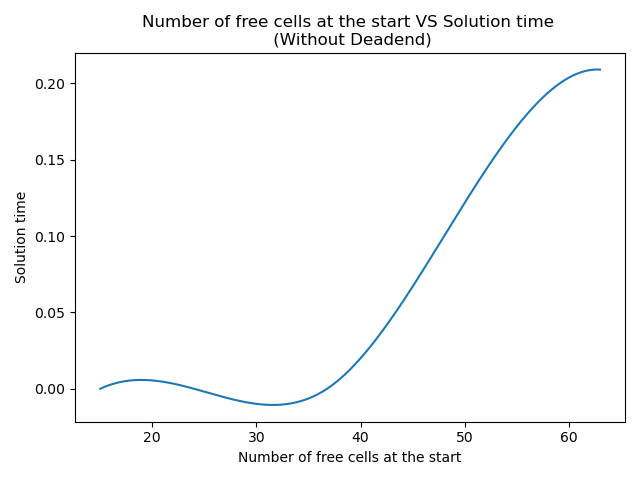 Number of free cells at the start VS Solution time
(Without Deadend)
0.20
0.15
0.10
0.05
0.00
Solution time
20 30 40 50 60
Number of free cells at the start